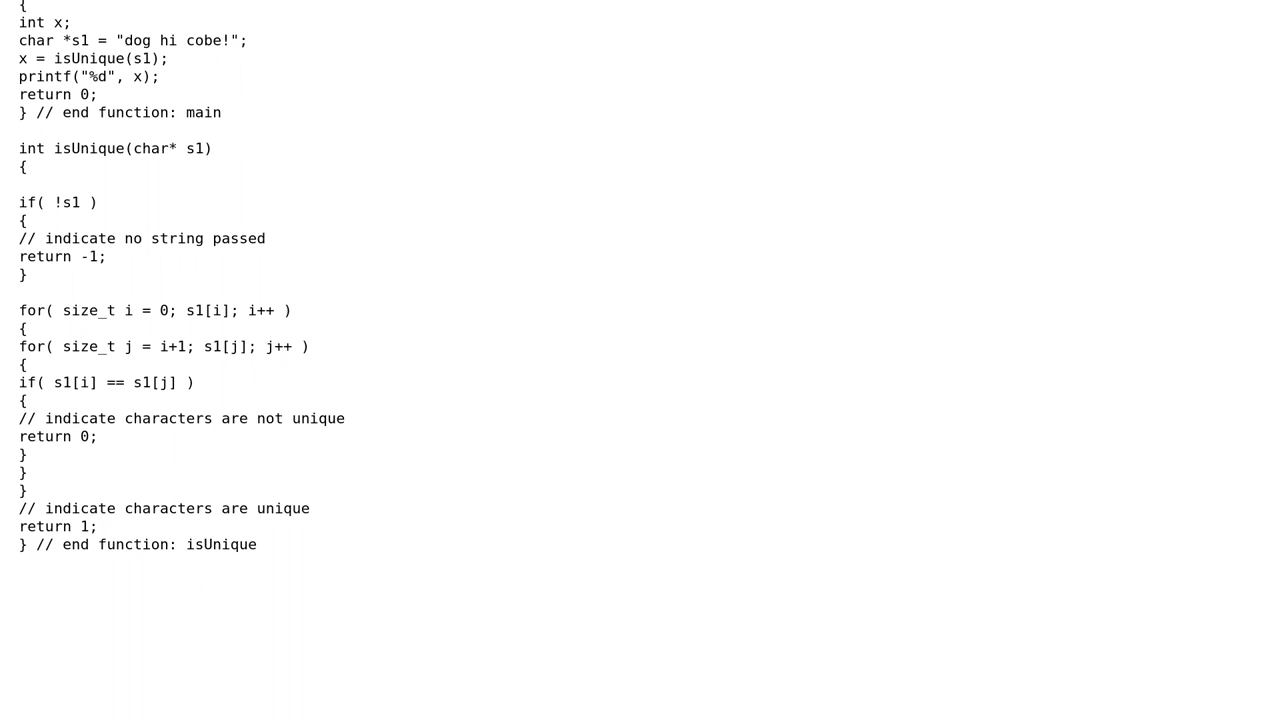 {
int x;
char *s1 = "dog hi cobe!";
x = isUnique(s1);
printf("%d", x);
return 0;
} // end function: main
int isUnique(char* s1)
{
if( !s1 )
{
// indicate no string passed
return -1;
}
for( size_t i = 0; s1[i]; i++ )
{
for( size_t j = i+1; s1[j]; j++ )
{
if( s1[i] == s1[j] )
{
// indicate characters are not unique
return 0;
}
}
}
// indicate characters are unique
return 1;
} // end function: isUnique